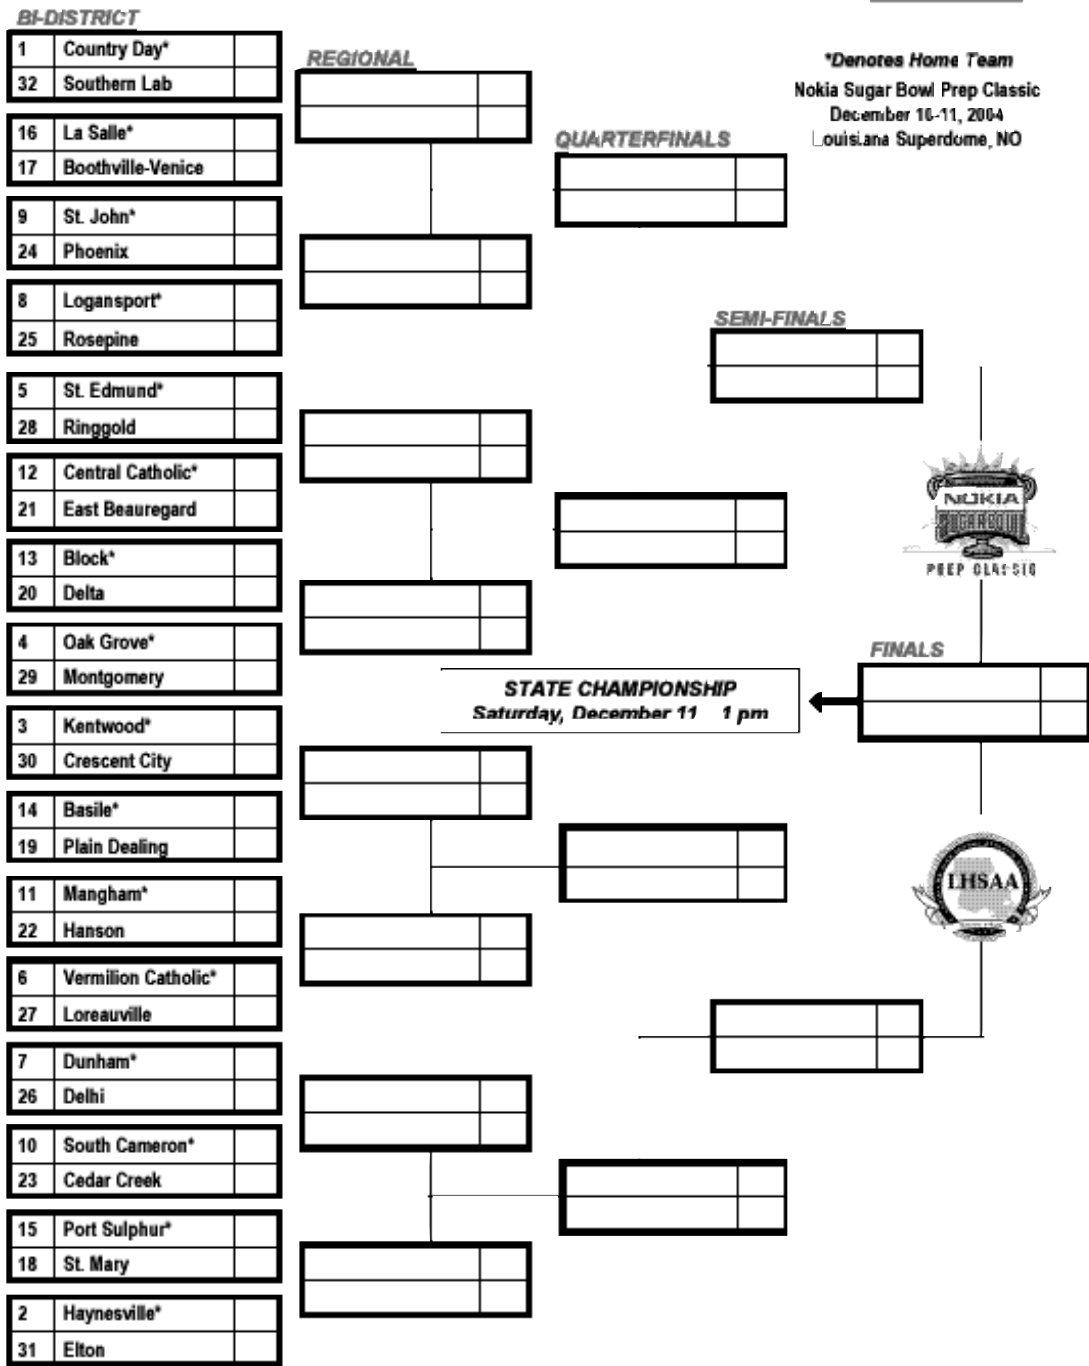 BI-DISTRICT
1 Country Day*
32 Southern Lab
16 La Salle*
17 Boothville-Venice
9 St. John*
24 Phoenix
8 Logansport*
25 Rosepine
5 St. Edmund*
28 Ringgold
12 Central Catholic*
21 East Beauregard
13 Block*
20 Delta
4 Oak Grove*
29 Montgomery
3 Kentwood*
30 Crescent City
14 Basile*
19 Plain Dealing
11 Mangham*
22 Hanson
6 Vermilion Catholic*
27 Loreauville
7 Dunham*
26 Delhi
10 South Cameron*
23 Cedar Creek
15 Port Sulphur*
18 St. Mary
2 Haynesville*
31 Elton
REGIONAL
QUARTERFINALS
SEMI-FINALS
FINALS
STATE CHAMPIONSHIP
Saturday, December 11 1 pm
*Denotes Home Team
Nokia Sugar Bowl Prep Classic
December 10-11, 2004
Louisiana Superdome, NO
NOKIA
SUGAR BOWL
PREP CLASSIC
LHSAA